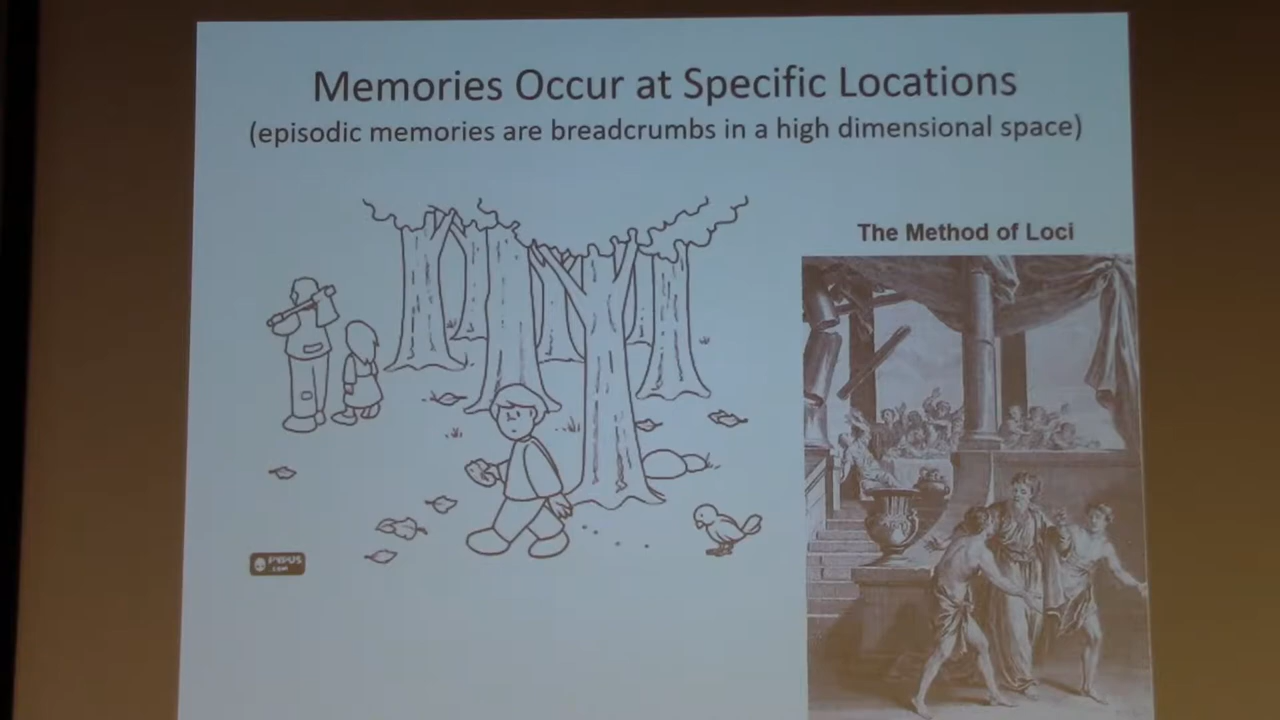 Memories Occur at Specific Locations
(episodic memories are breadcrumbs in a high dimensional space)
The Method of Loci